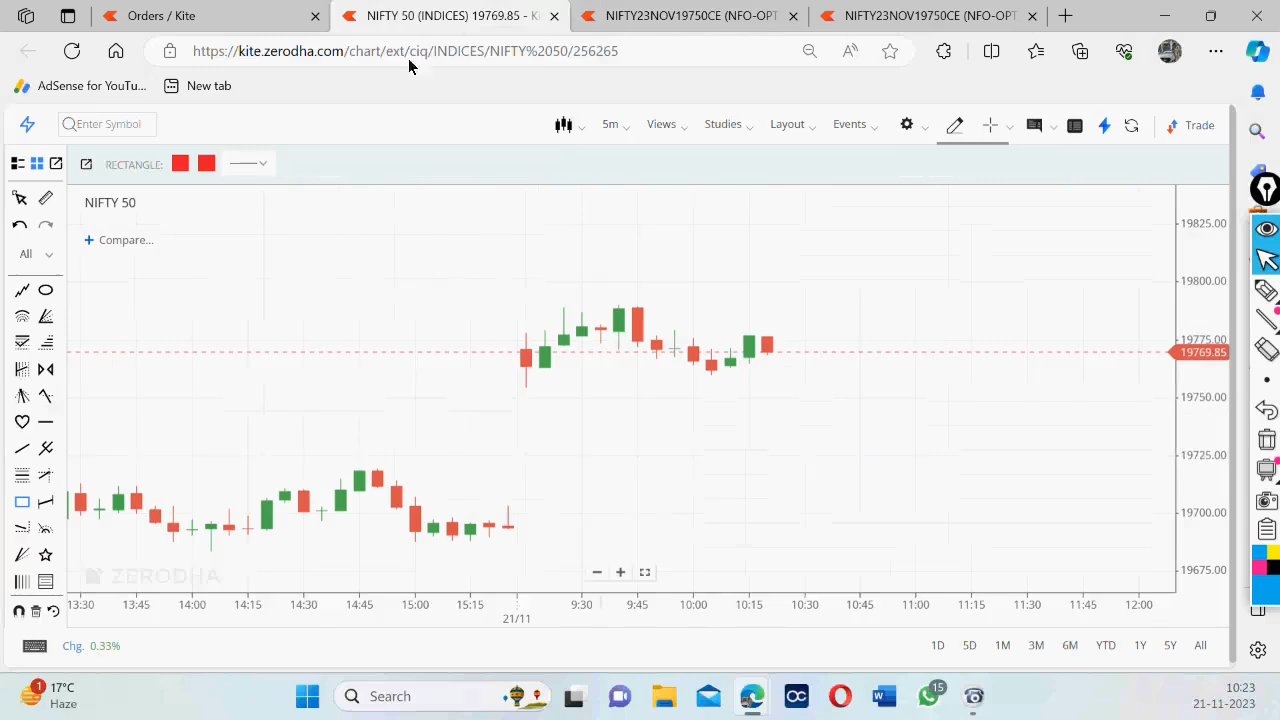 Orders / Kite
NIFTY 50 (INDICES) 19769.85 - Ki
NIFTY23NOV19750CE (NFO-OPT
NIFTY23NOV19750CE (NFO-OPT
https://kite.zerodha.com/chart/ext/ciq/INDICES/NIFTY%2050/256265
AdSense for YouTu...
New tab
Enter Symbol
5m
Views
Studies
Layout
Events
Trade
RECTANGLE:
NIFTY 50
+ Compare...
All
19825.00
19800.00
19775.00
19769.85
19750.00
19725.00
19700.00
19675.00
ZERODHA
13:30 13:45 14:00 14:15 14:30 14:45 15:00 15:15 9:30 9:45 10:00 10:15 10:30 10:45 11:00 11:15 11:30 11:45 12:00
21/11
Chg. 0.33%
1D 5D 1M 3M 6M YTD 1Y 5Y All
1
17°C
Haze
Search
OC
W
15
10:23
21-11-2023